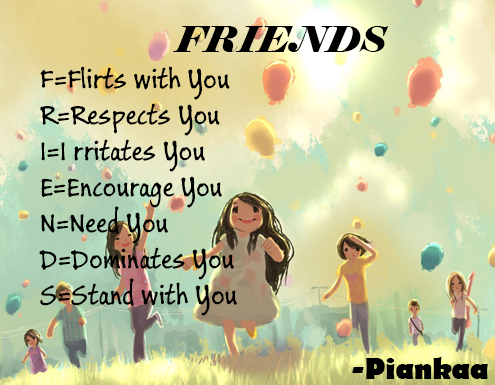 FRIENDS
F=Flirts with You
R=Respects You
I=I rritates You
E=Encourage You
N=Need You
D=Dominates You
S=Stand with You
-Piankaa